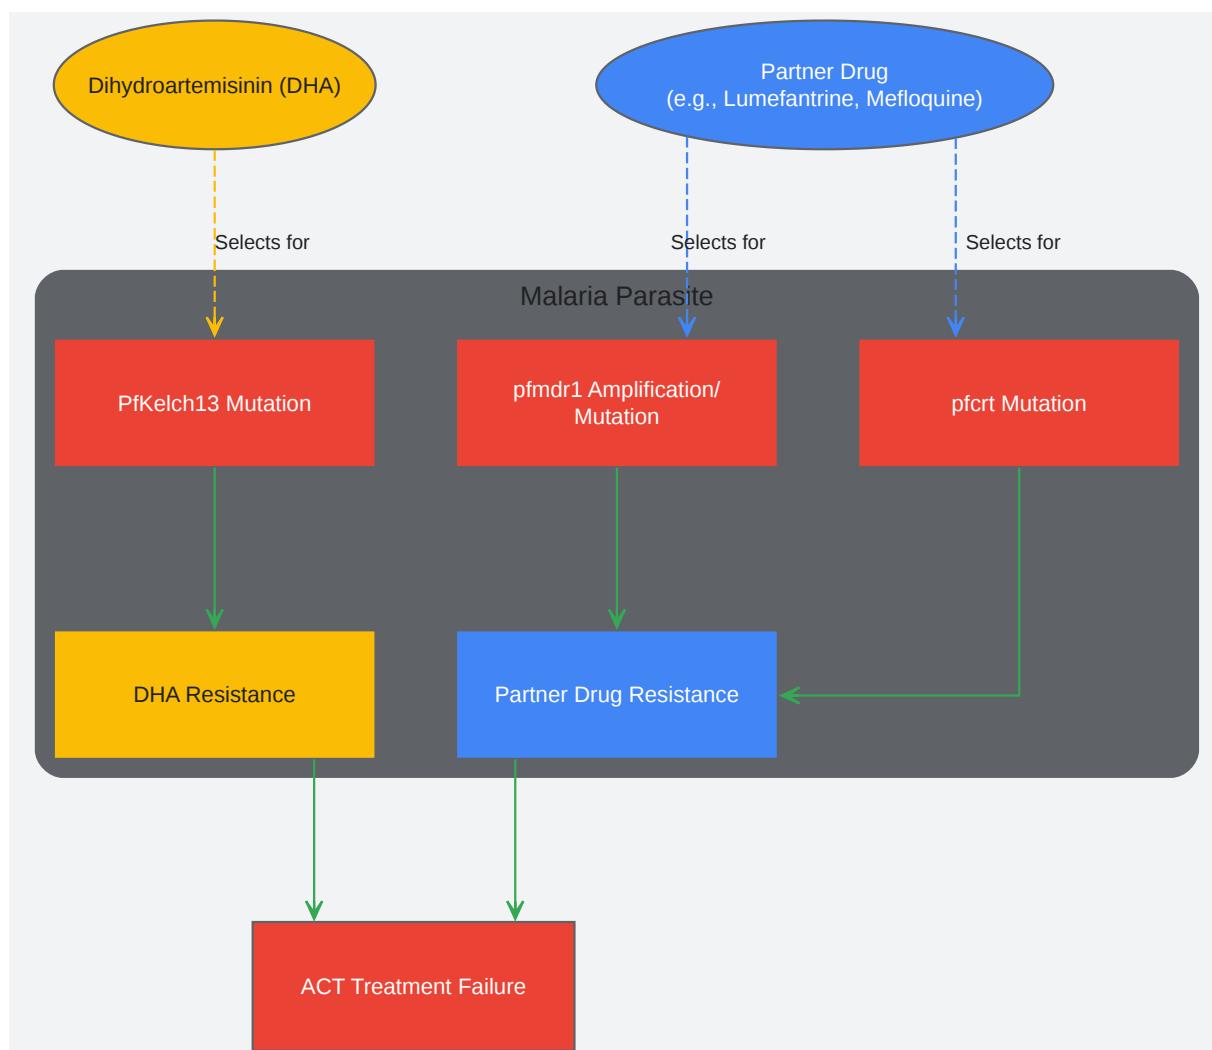 Dihydroartemisinin (DHA)
Partner Drug
(e.g., Lumefantrine, Mefloquine)
Selects for
Selects for
Selects for
Malaria Parasite
PfKelch13 Mutation
pfmdr1 Amplification/
Mutation
pfcrt Mutation
DHA Resistance
Partner Drug Resistance
ACT Treatment Failure